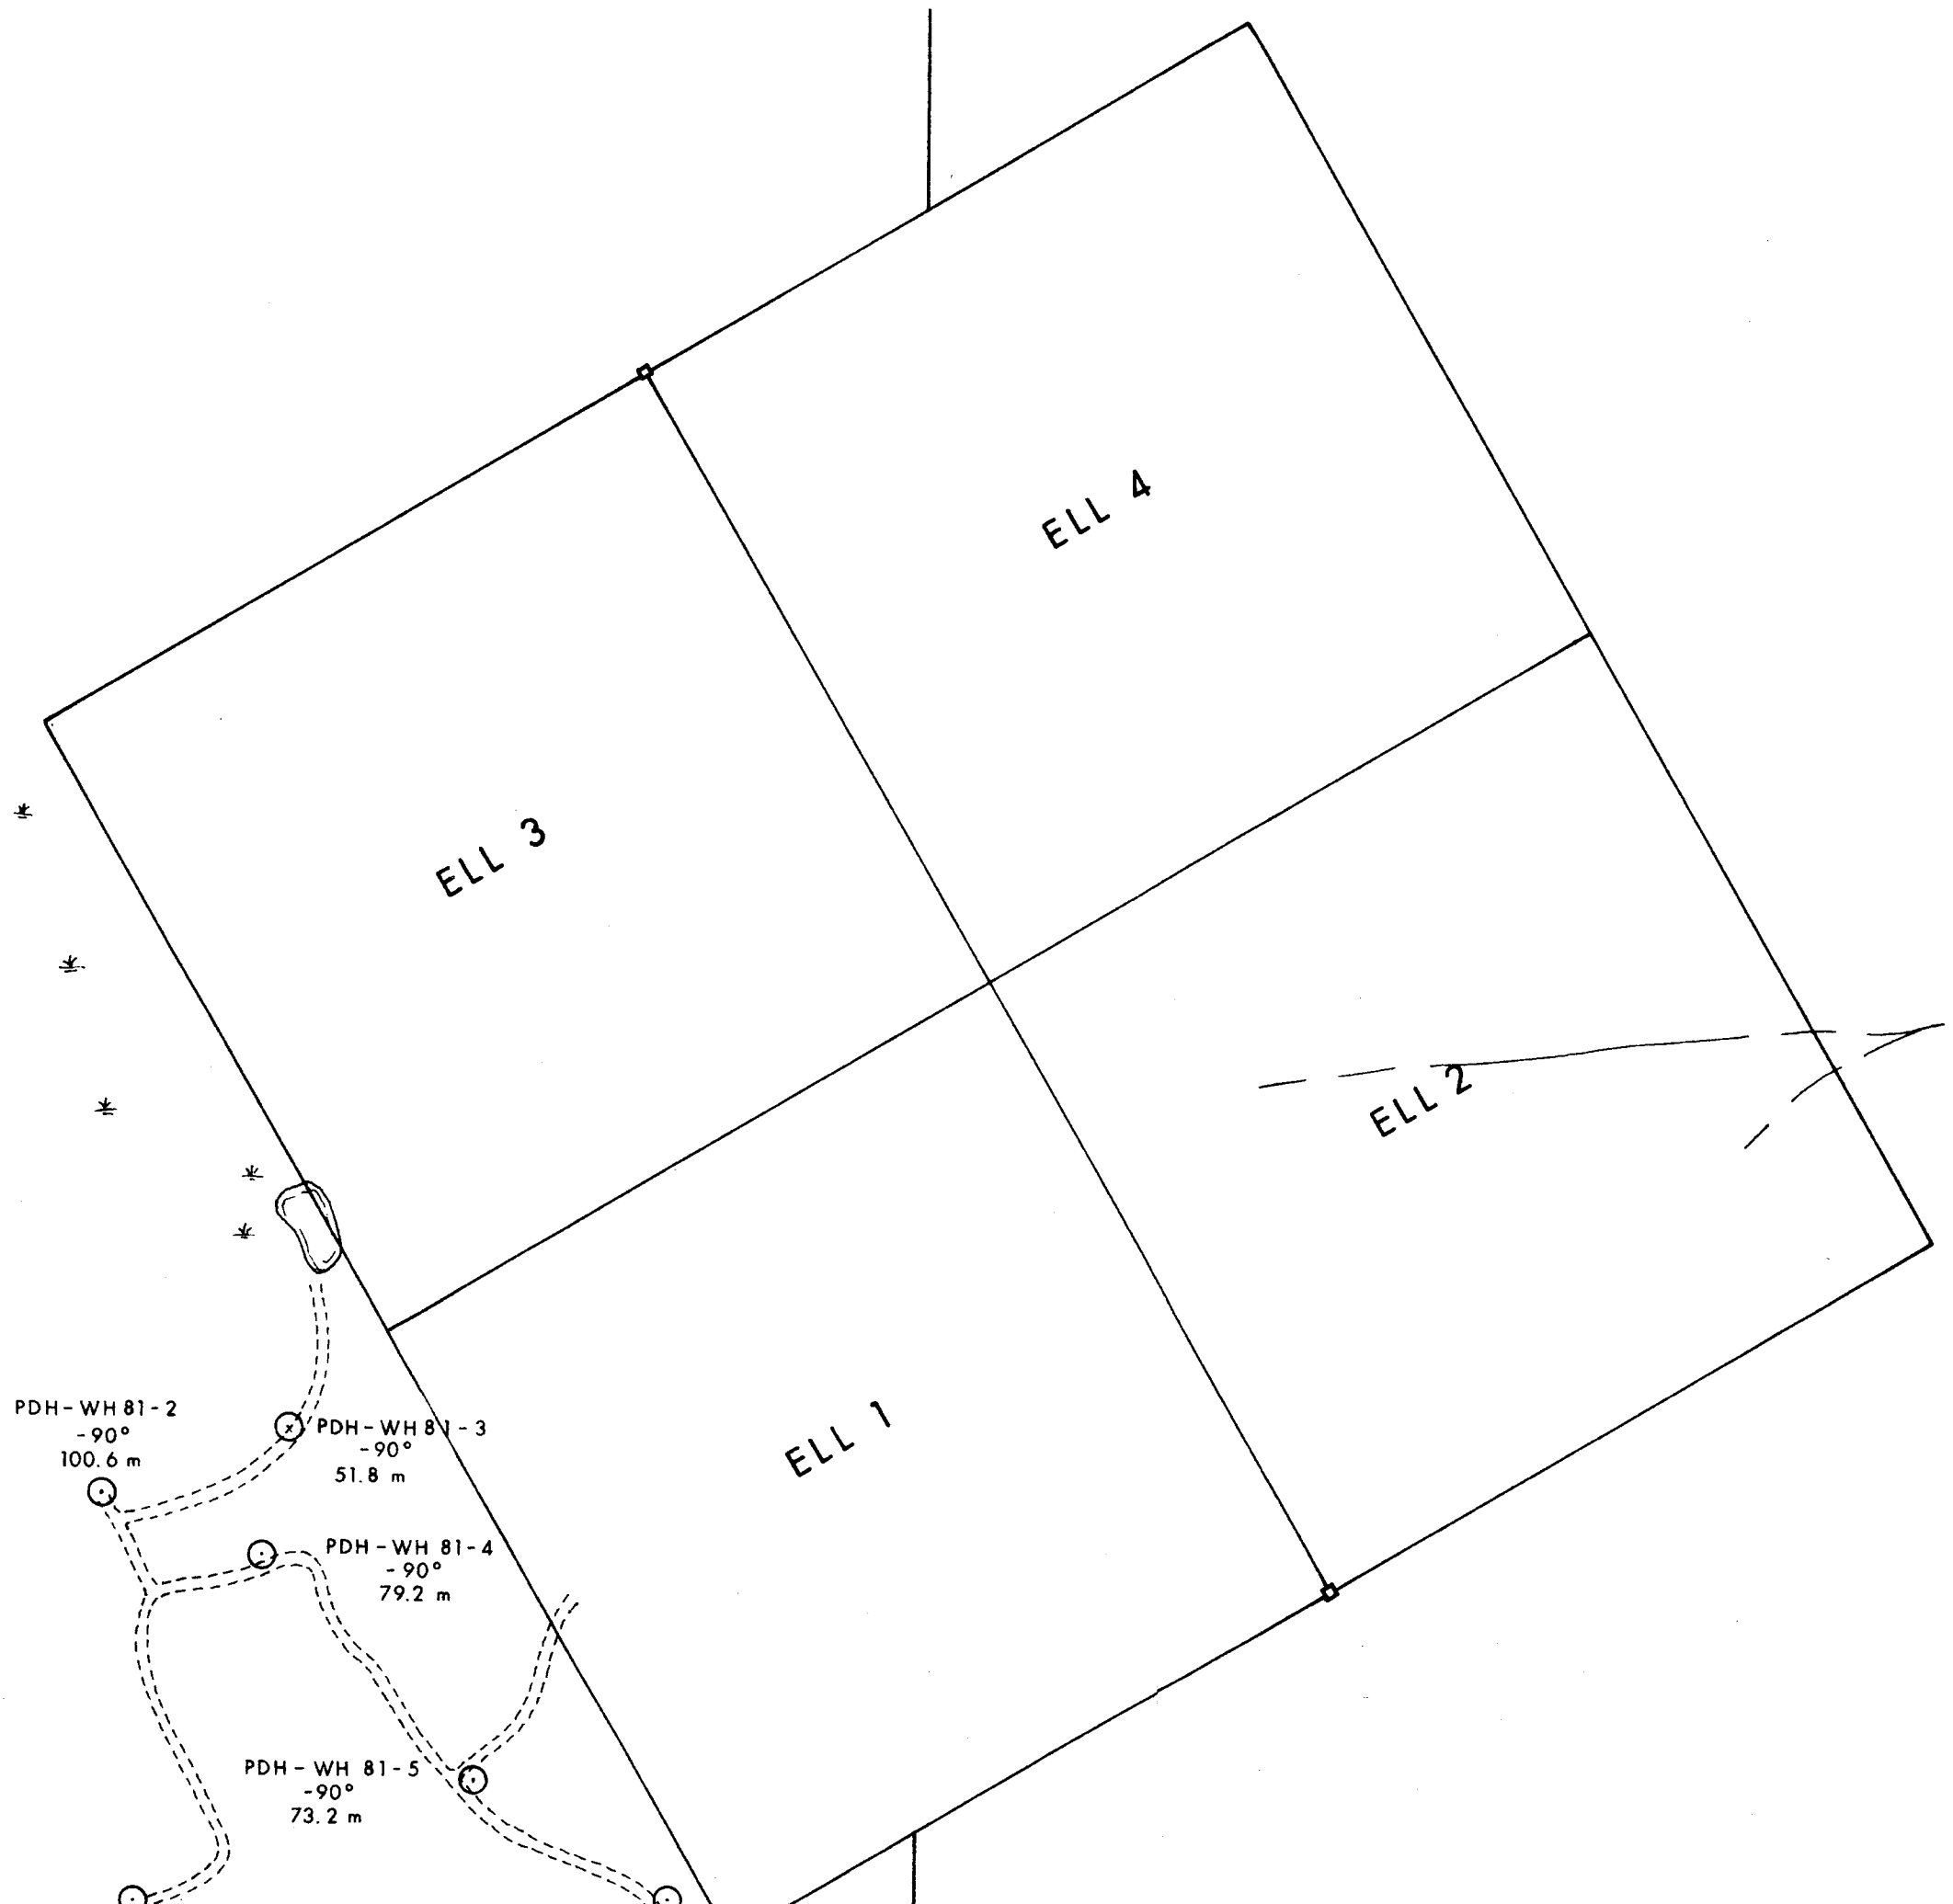 ELL 4
ELL 3
ELL 2
ELL 1
PDH-WH 81-2
-90°
100.6 m
PDH-WH 81-3
-90°
51.8 m
PDH-WH 81-4
-90°
79.2 m
PDH-WH 81-5
-90°
73.2 m